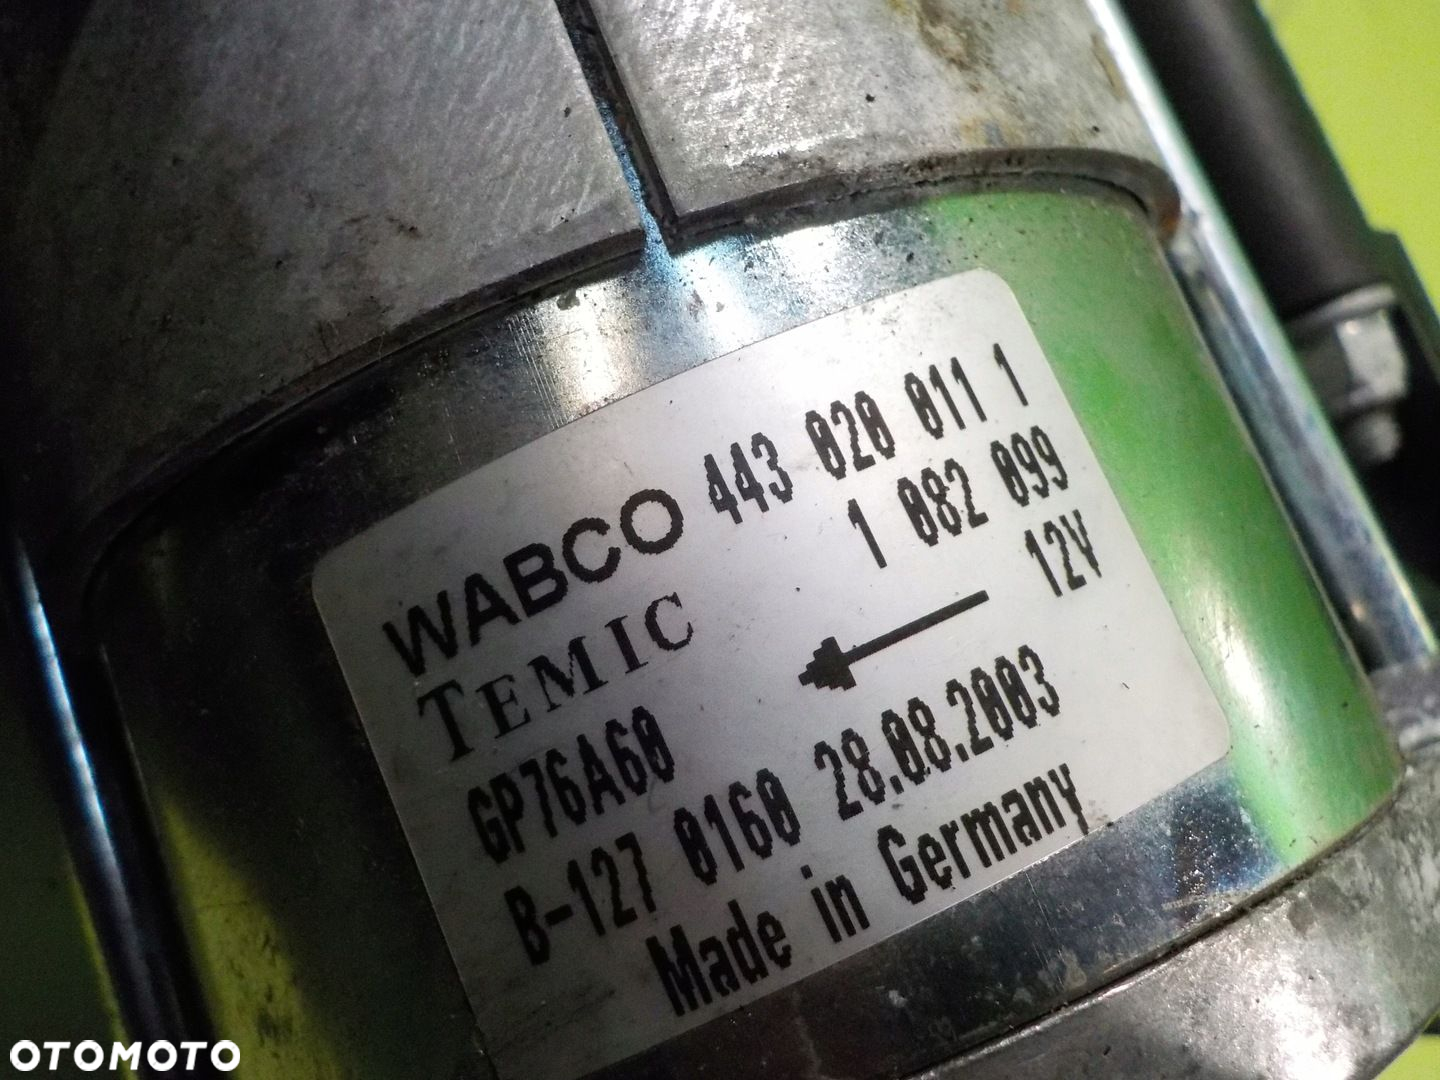 WABCO 443 020 011 1
1 082 099
TEMIC 12V
GP76A60
B-127 0160 28.08.2003
Made in Germany
OTOMOTO